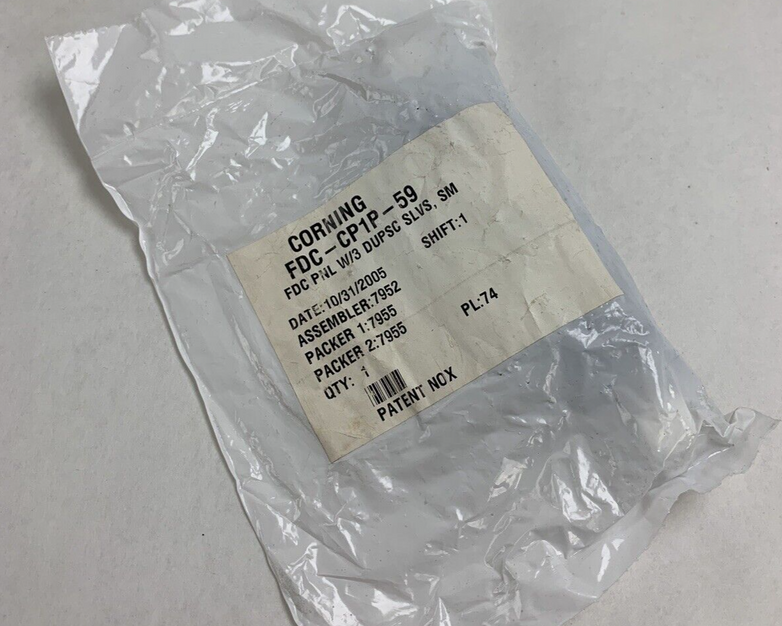 CORNING
FDC-CP1P-59
FDC PNL W/3 DUPSC SLVS, SM
DATE:10/31/2005 SHIFT:1
ASSEMBLER:7952
PACKER 1:7955
PACKER 2:7955 PL:74
QTY: 1
PATENT NOX